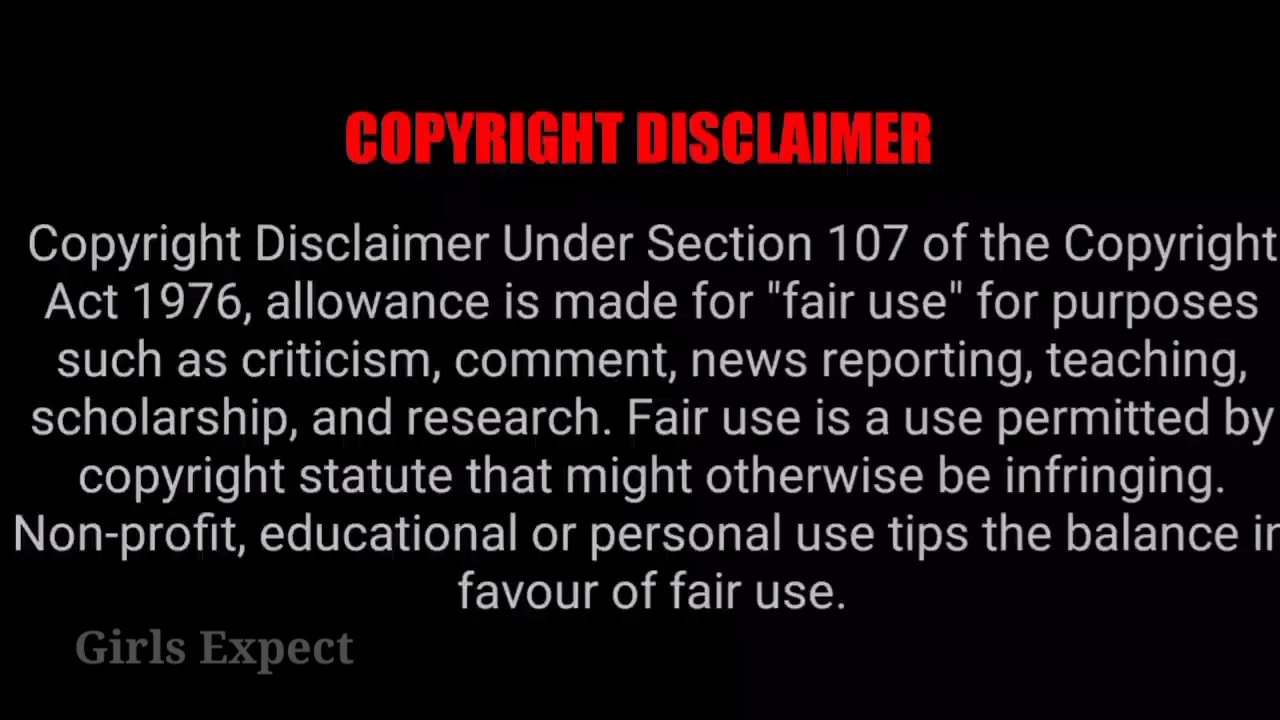 COPYRIGHT DISCLAIMER
Copyright Disclaimer Under Section 107 of the Copyright
Act 1976, allowance is made for "fair use" for purposes
such as criticism, comment, news reporting, teaching,
scholarship, and research. Fair use is a use permitted by
copyright statute that might otherwise be infringing.
Non-profit, educational or personal use tips the balance in
favour of fair use.
Girls Expect